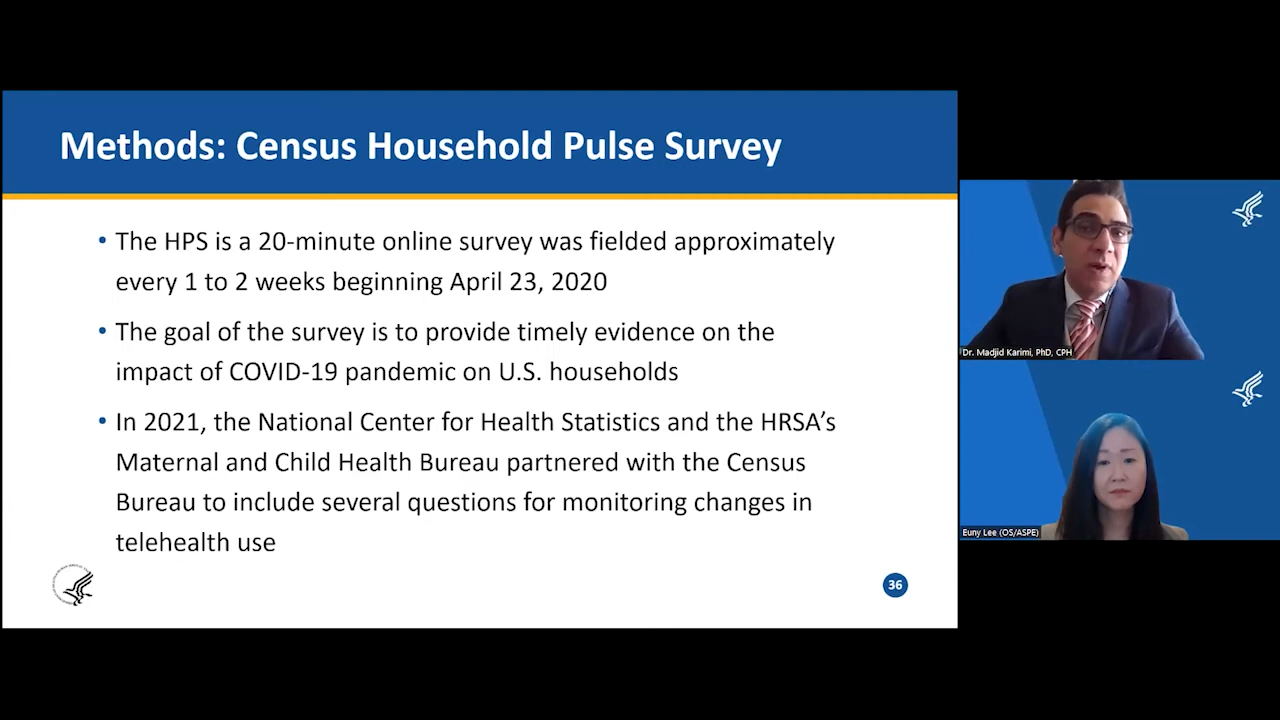 Methods: Census Household Pulse Survey
• The HPS is a 20-minute online survey was fielded approximately
every 1 to 2 weeks beginning April 23, 2020
• The goal of the survey is to provide timely evidence on the
impact of COVID-19 pandemic on U.S. households
• In 2021, the National Center for Health Statistics and the HRSA’s
Maternal and Child Health Bureau partnered with the Census
Bureau to include several questions for monitoring changes in
telehealth use
36
Dr. Madjid Karimi, PhD, CPH
Euny Lee (OS/ASPE)